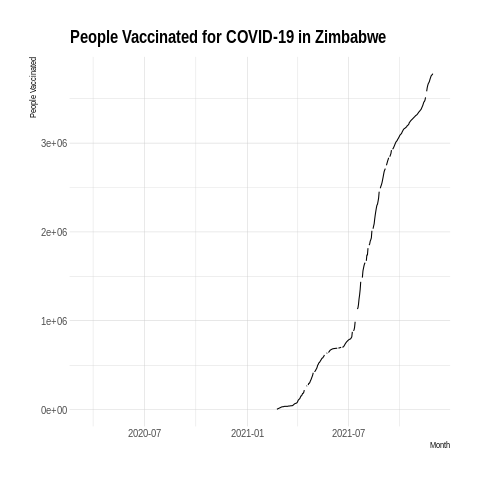 People Vaccinated for COVID-19 in Zimbabwe
People Vaccinated
3e+06
2e+06
1e+06
0e+00
2020-07 2021-01 2021-07
Month